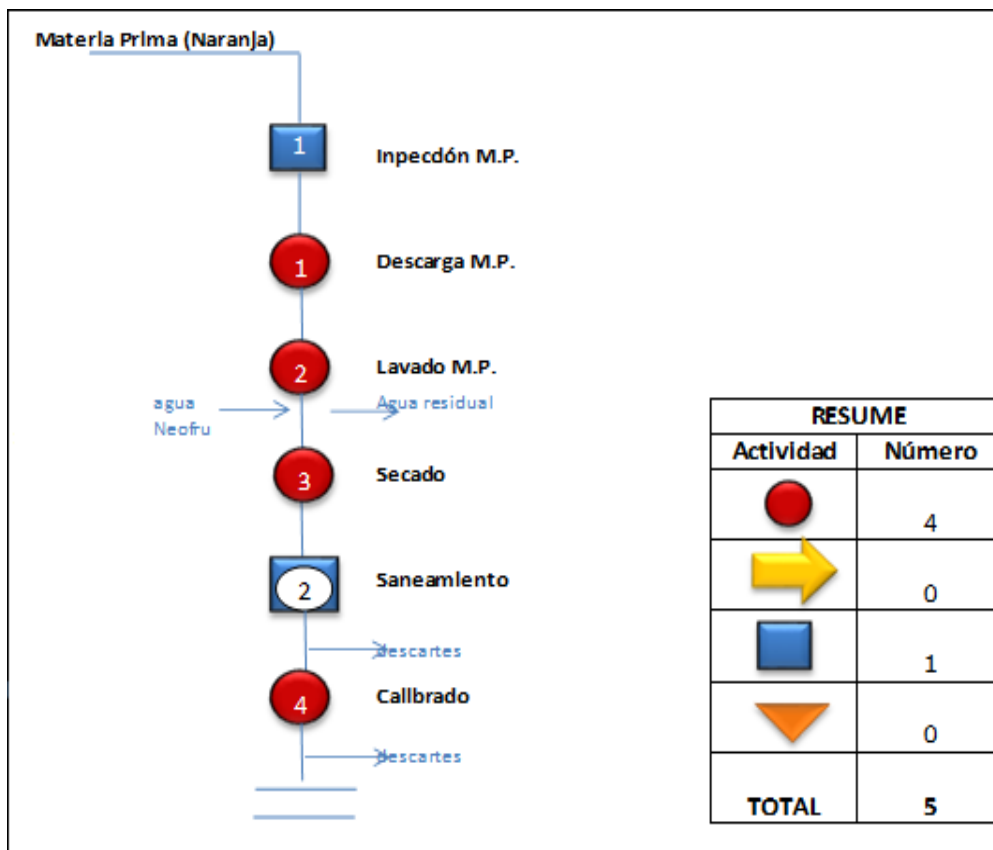 Materia Prima (Naranja)
1
Inpecdón M.P.
1
Descarga M.P.
2
Lavado M.P.
agua
Neofru
Agua residual
3
Secado
2
Saneamiento
descartes
4
Callbrado
descartes
RESUME
Actividad Número
4
0
1
0
TOTAL 5